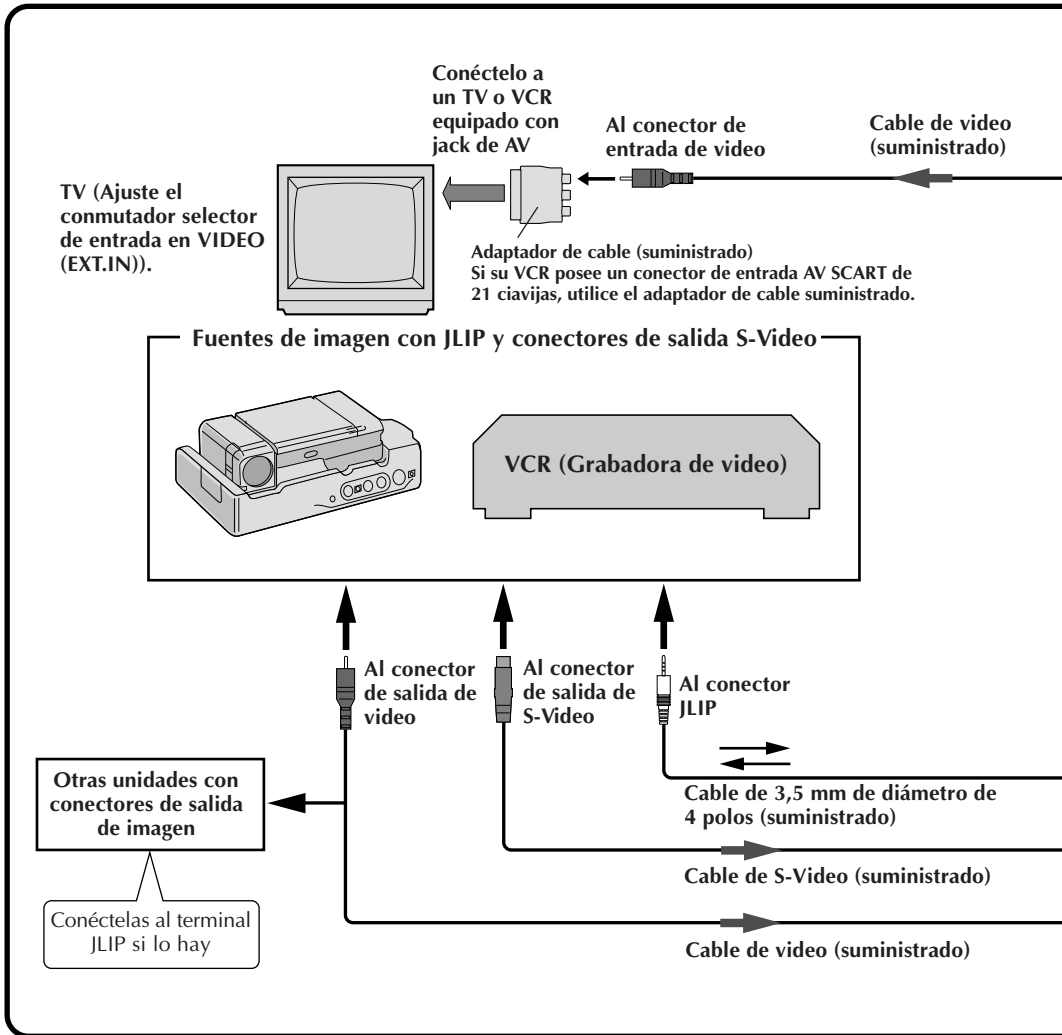 Conéctelo a
un TV o VCR
equipado con
jack de AV
Al conector de
entrada de video
Cable de video
(suministrado)
TV (Ajuste el
conmutador selector
de entrada en VIDEO
(EXT.IN)).
Adaptador de cable (suministrado)
Si su VCR posee un conector de entrada AV SCART de
21 ciavijas, utilice el adaptador de cable suministrado.
Fuentes de imagen con JLIP y conectores de salida S-Video
VCR (Grabadora de video)
Al conector
de salida de
video
Al conector
de salida de
S-Video
Al conector
JLIP
Otras unidades con
conectores de salida
de imagen
Conéctelas al terminal
JLIP si lo hay
Cable de 3,5 mm de diámetro de
4 polos (suministrado)
Cable de S-Video (suministrado)
Cable de video (suministrado)